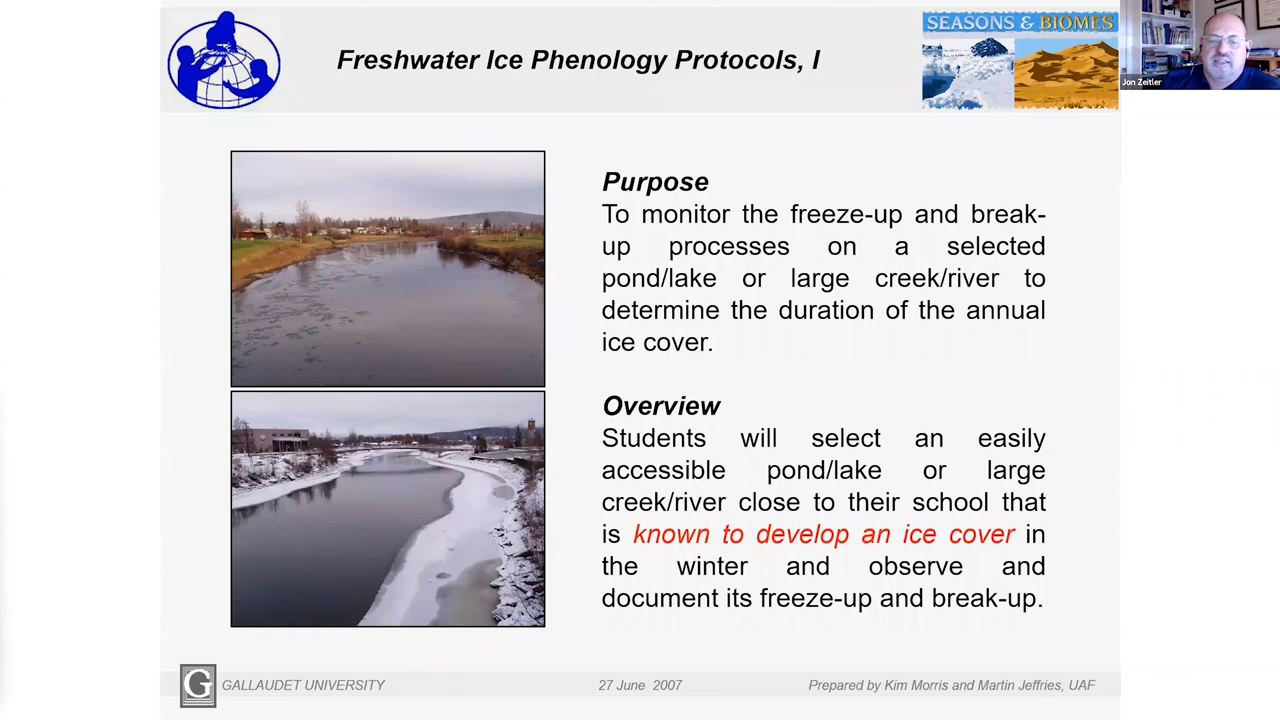 Freshwater Ice Phenology Protocols, I
SEASONS & BIOMES
Jon Zeitler
Purpose
To monitor the freeze-up and break-
up processes on a selected
pond/lake or large creek/river to
determine the duration of the annual
ice cover.
Overview
Students will select an easily
accessible pond/lake or large
creek/river close to their school that
is known to develop an ice cover in
the winter and observe and
document its freeze-up and break-up.
G
GALLAUDET UNIVERSITY
27 June 2007
Prepared by Kim Morris and Martin Jeffries, UAF